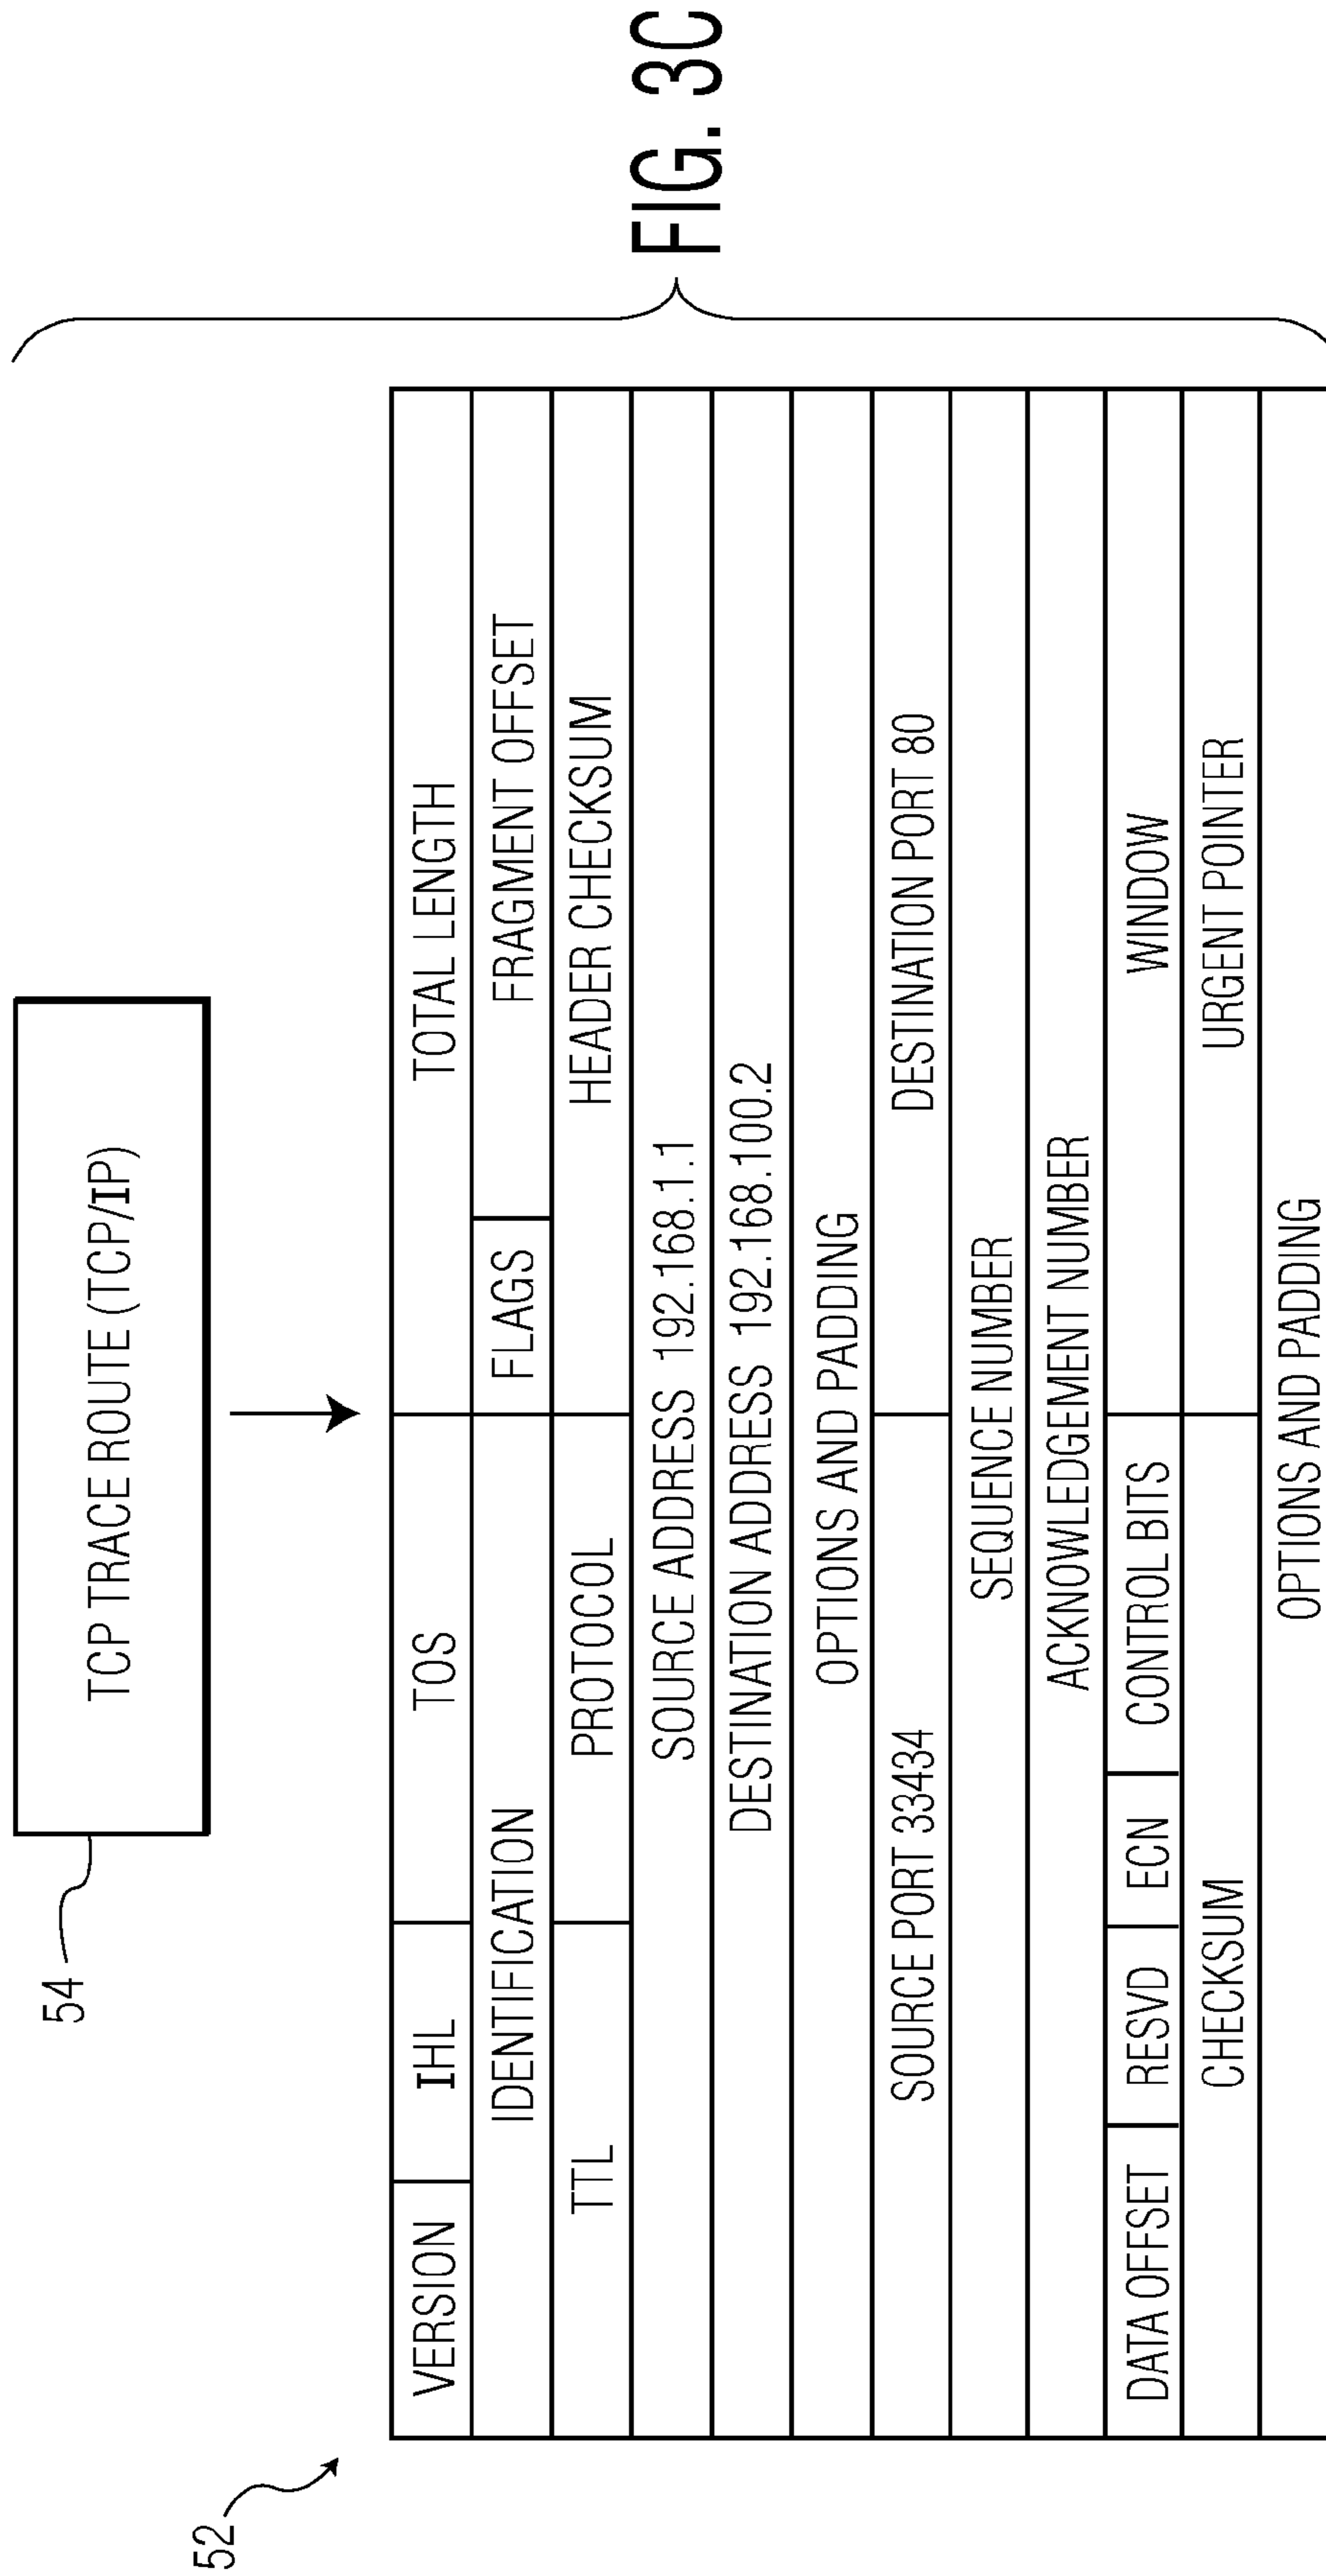 54
TCP TRACE ROUTE (TCP/IP)
52
VERSION IHL TOS TOTAL LENGTH
IDENTIFICATION FLAGS FRAGMENT OFFSET
TTL PROTOCOL HEADER CHECKSUM
SOURCE ADDRESS 192.168.1.1
DESTINATION ADDRESS 192.168.100.2
OPTIONS AND PADDING
SOURCE PORT 33434 DESTINATION PORT 80
SEQUENCE NUMBER
ACKNOWLEDGEMENT NUMBER
DATA OFFSET RESVD ECN CONTROL BITS WINDOW
CHECKSUM URGENT POINTER
OPTIONS AND PADDING
FIG. 3C